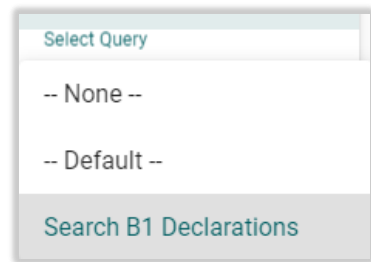 Select Query
-- None --
-- Default --
Search B1 Declarations